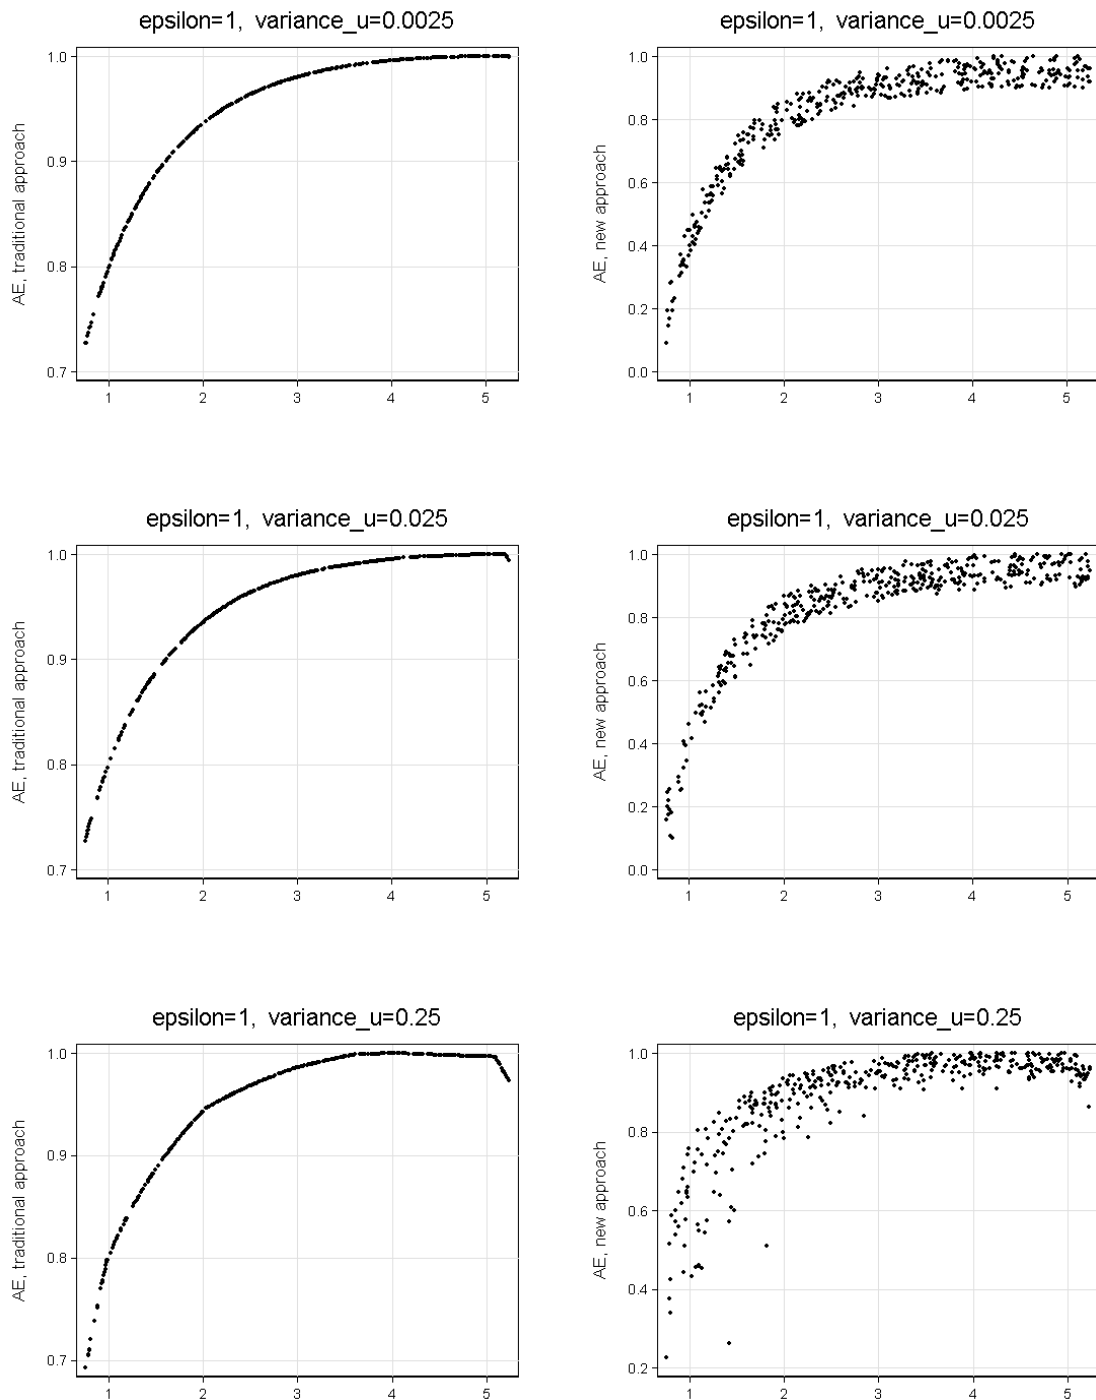 epsilon=1, variance_u=0.0025
AE, traditional approach
1.0
0.9
0.8
0.7
1 2 3 4 5
epsilon=1, variance_u=0.0025
AE, new approach
1.0
0.8
0.6
0.4
0.2
0.0
1 2 3 4 5
epsilon=1, variance_u=0.025
AE, traditional approach
1.0
0.9
0.8
0.7
1 2 3 4 5
epsilon=1, variance_u=0.025
AE, new approach
1.0
0.8
0.6
0.4
0.2
0.0
1 2 3 4 5
epsilon=1, variance_u=0.25
AE, traditional approach
1.0
0.9
0.8
0.7
1 2 3 4 5
epsilon=1, variance_u=0.25
AE, new approach
1.0
0.8
0.6
0.4
0.2
1 2 3 4 5